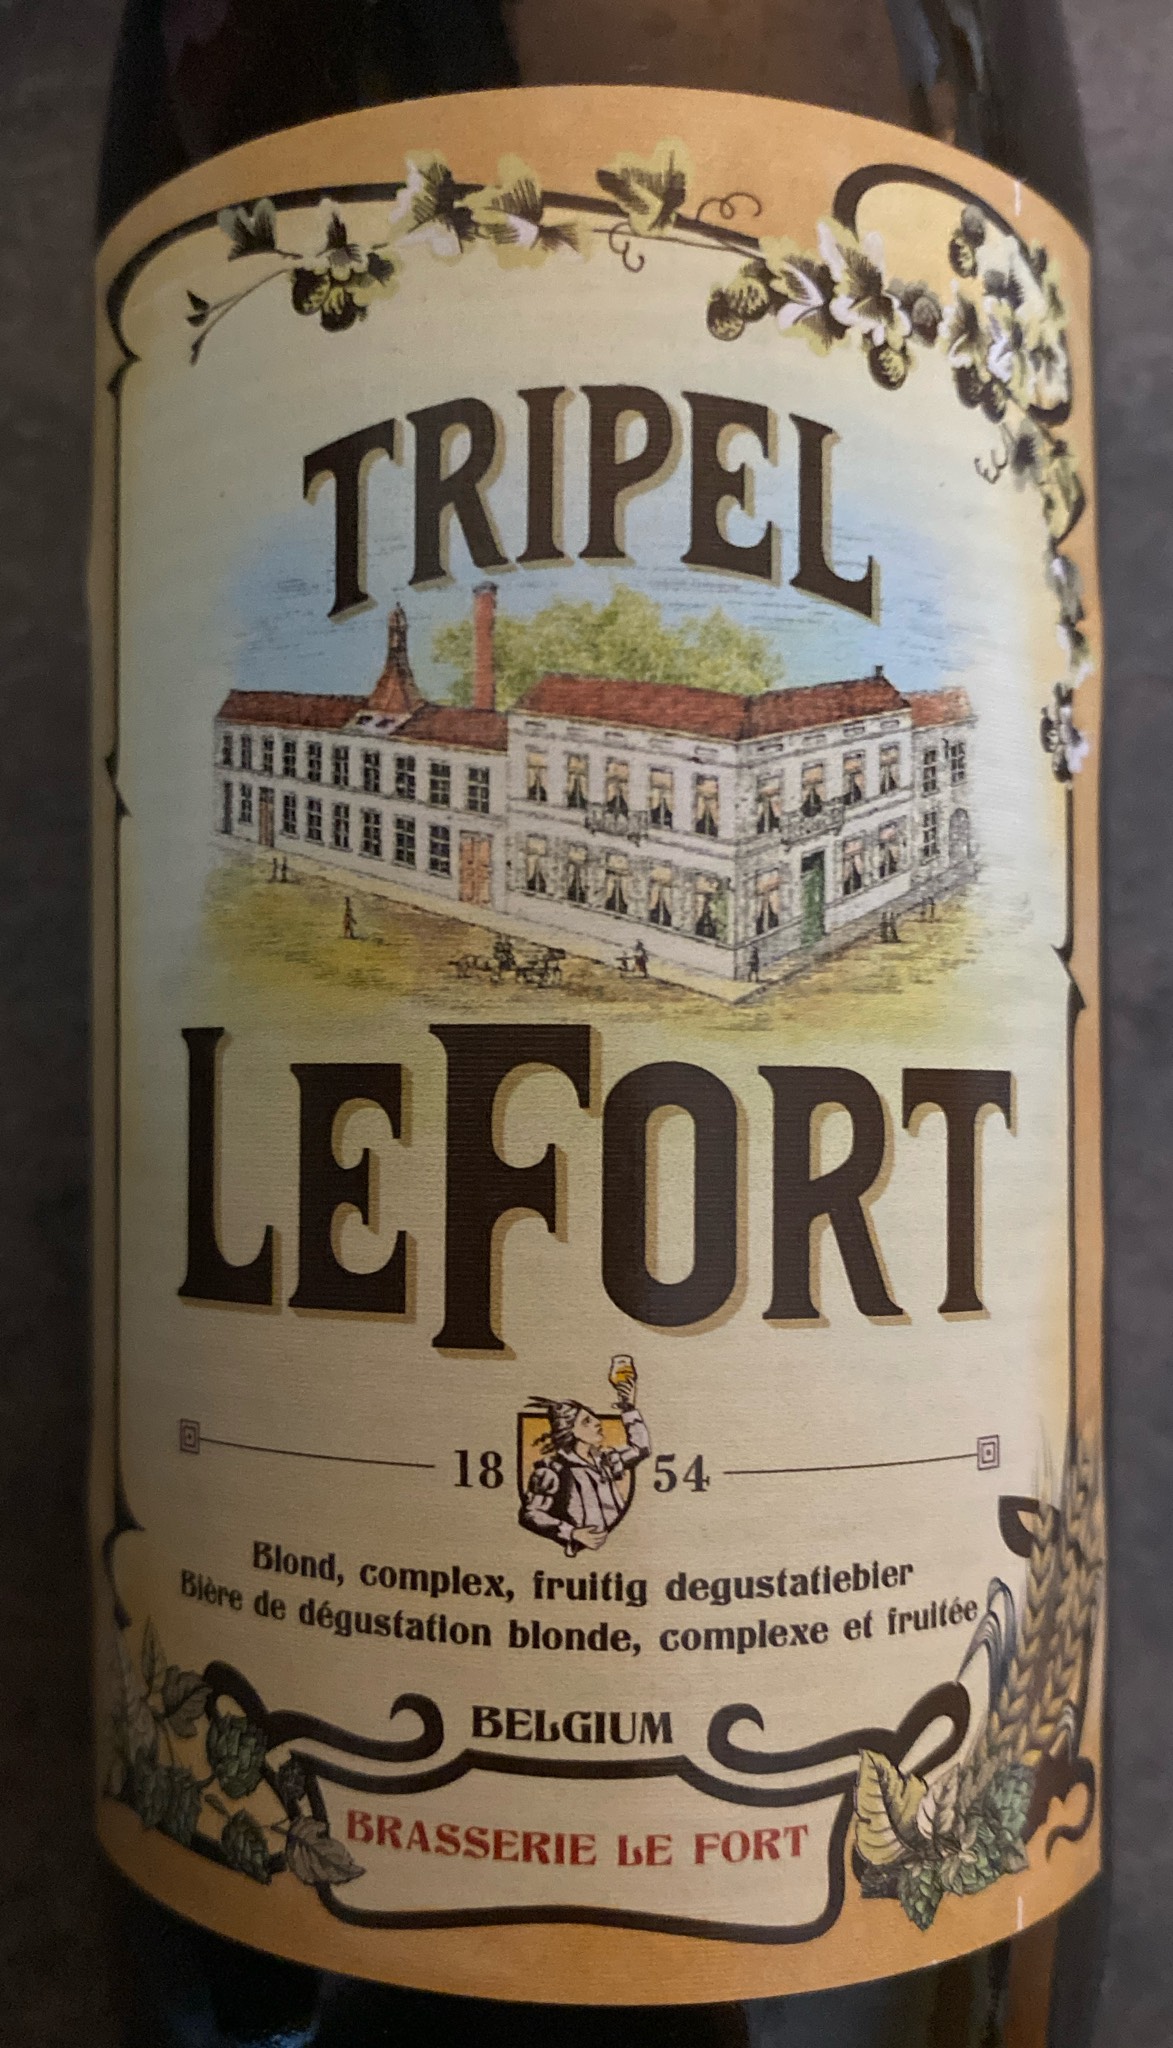 TRIPEL
LEFORT
18 54
Blond, complex, fruitig degustatiebier
Bière de dégustation blonde, complexe et fruitée
BELGIUM
BRASSERIE LE FORT